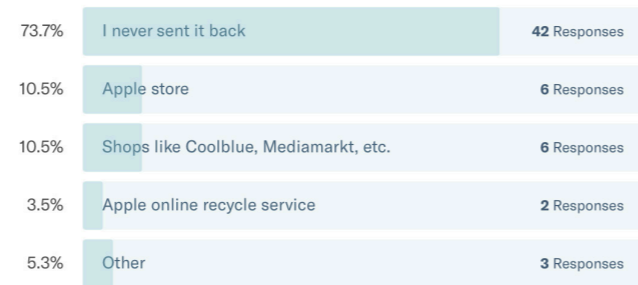 73.7% I never sent it back 42 Responses
10.5% Apple store 6 Responses
10.5% Shops like Coolblue, Mediamarkt, etc. 6 Responses
3.5% Apple online recycle service 2 Responses
5.3% Other 3 Responses